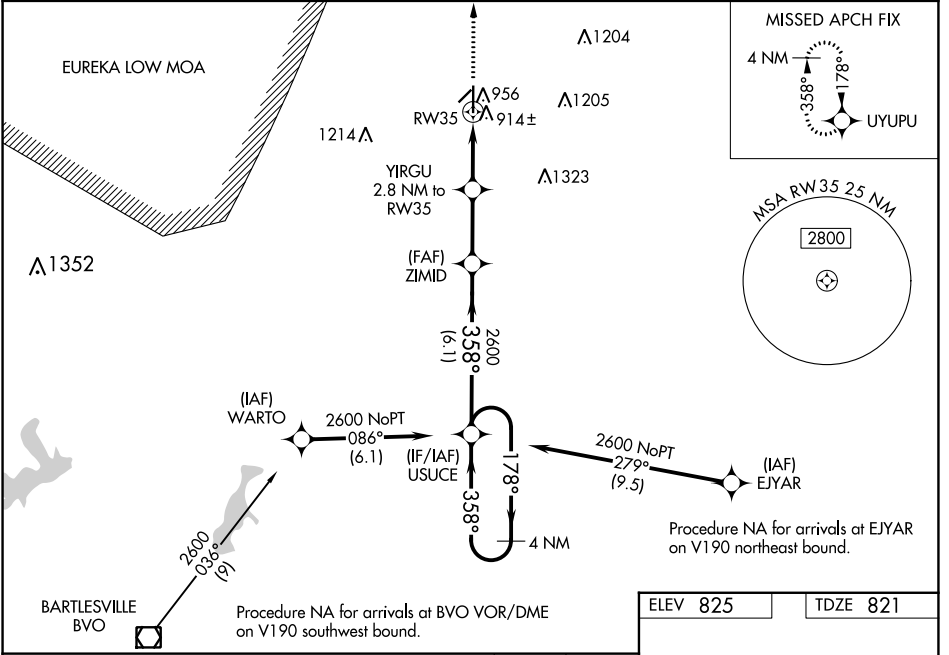 EUREKA LOW MOA
1204
956
1205
RW35
914±
1214
YIRGU
2.8 NM to
RW35
1323
1352
(FAF)
ZIMID
2600
358°
(6.1)
(IAF)
WARTO
2600 NoPT
086°
(6.1)
(IF/IAF)
USUCE
178°
358°
4 NM
2600 NoPT
279°
(9.5)
(IAF)
EJYAR
Procedure NA for arrivals at EJYAR
on V190 northeast bound.
2600
036°
(9)
BARTLESVILLE
BVO
Procedure NA for arrivals at BVO VOR/DME
on V190 southwest bound.
MISSED APCH FIX
4 NM
358°
178°
UYUPU
MSA RW35 25 NM
2800
ELEV 825
TDZE 821